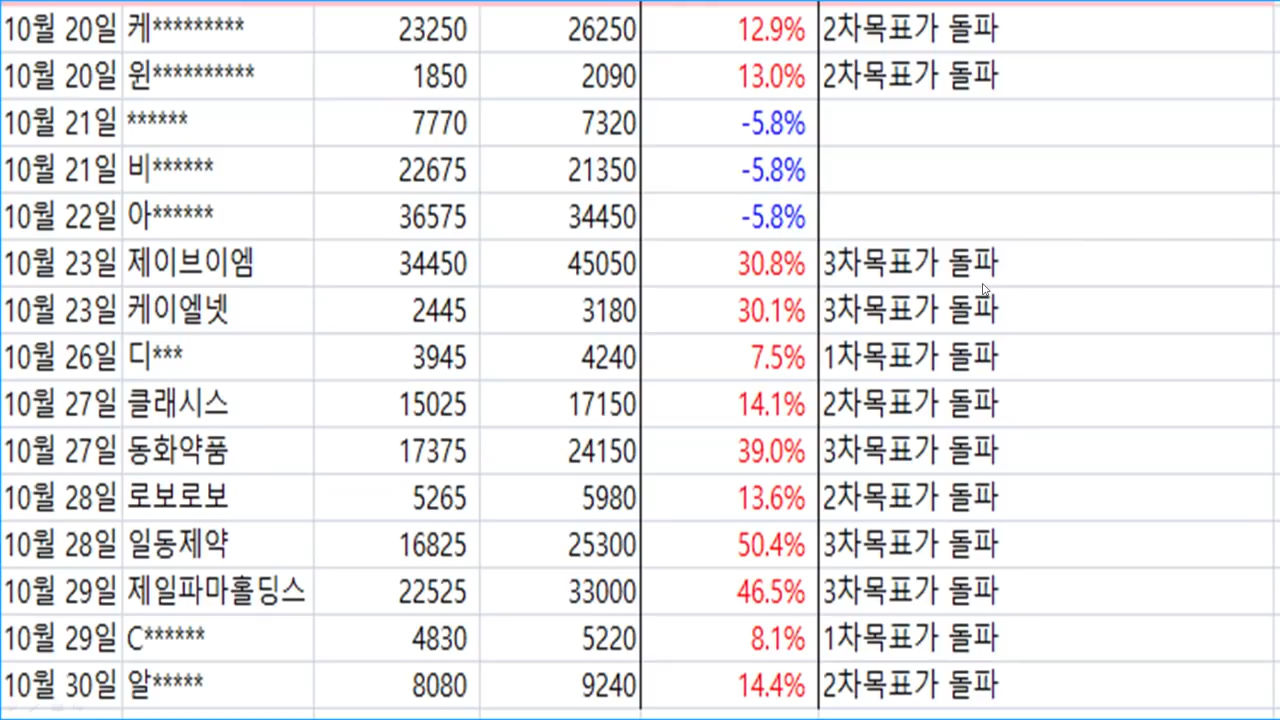 10월 20일 케********* 23250 26250 12.9% 2차목표가 돌파
10월 20일 윈********** 1850 2090 13.0% 2차목표가 돌파
10월 21일 ****** 7770 7320 -5.8%
10월 21일 비****** 22675 21350 -5.8%
10월 22일 아****** 36575 34450 -5.8%
10월 23일 제이브이엠 34450 45050 30.8% 3차목표가 돌파
10월 23일 케이엘넷 2445 3180 30.1% 3차목표가 돌파
10월 26일 디*** 3945 4240 7.5% 1차목표가 돌파
10월 27일 클래시스 15025 17150 14.1% 2차목표가 돌파
10월 27일 동화약품 17375 24150 39.0% 3차목표가 돌파
10월 28일 로보로보 5265 5980 13.6% 2차목표가 돌파
10월 28일 일동제약 16825 25300 50.4% 3차목표가 돌파
10월 29일 제일파마홀딩스 22525 33000 46.5% 3차목표가 돌파
10월 29일 C****** 4830 5220 8.1% 1차목표가 돌파
10월 30일 알***** 8080 9240 14.4% 2차목표가 돌파